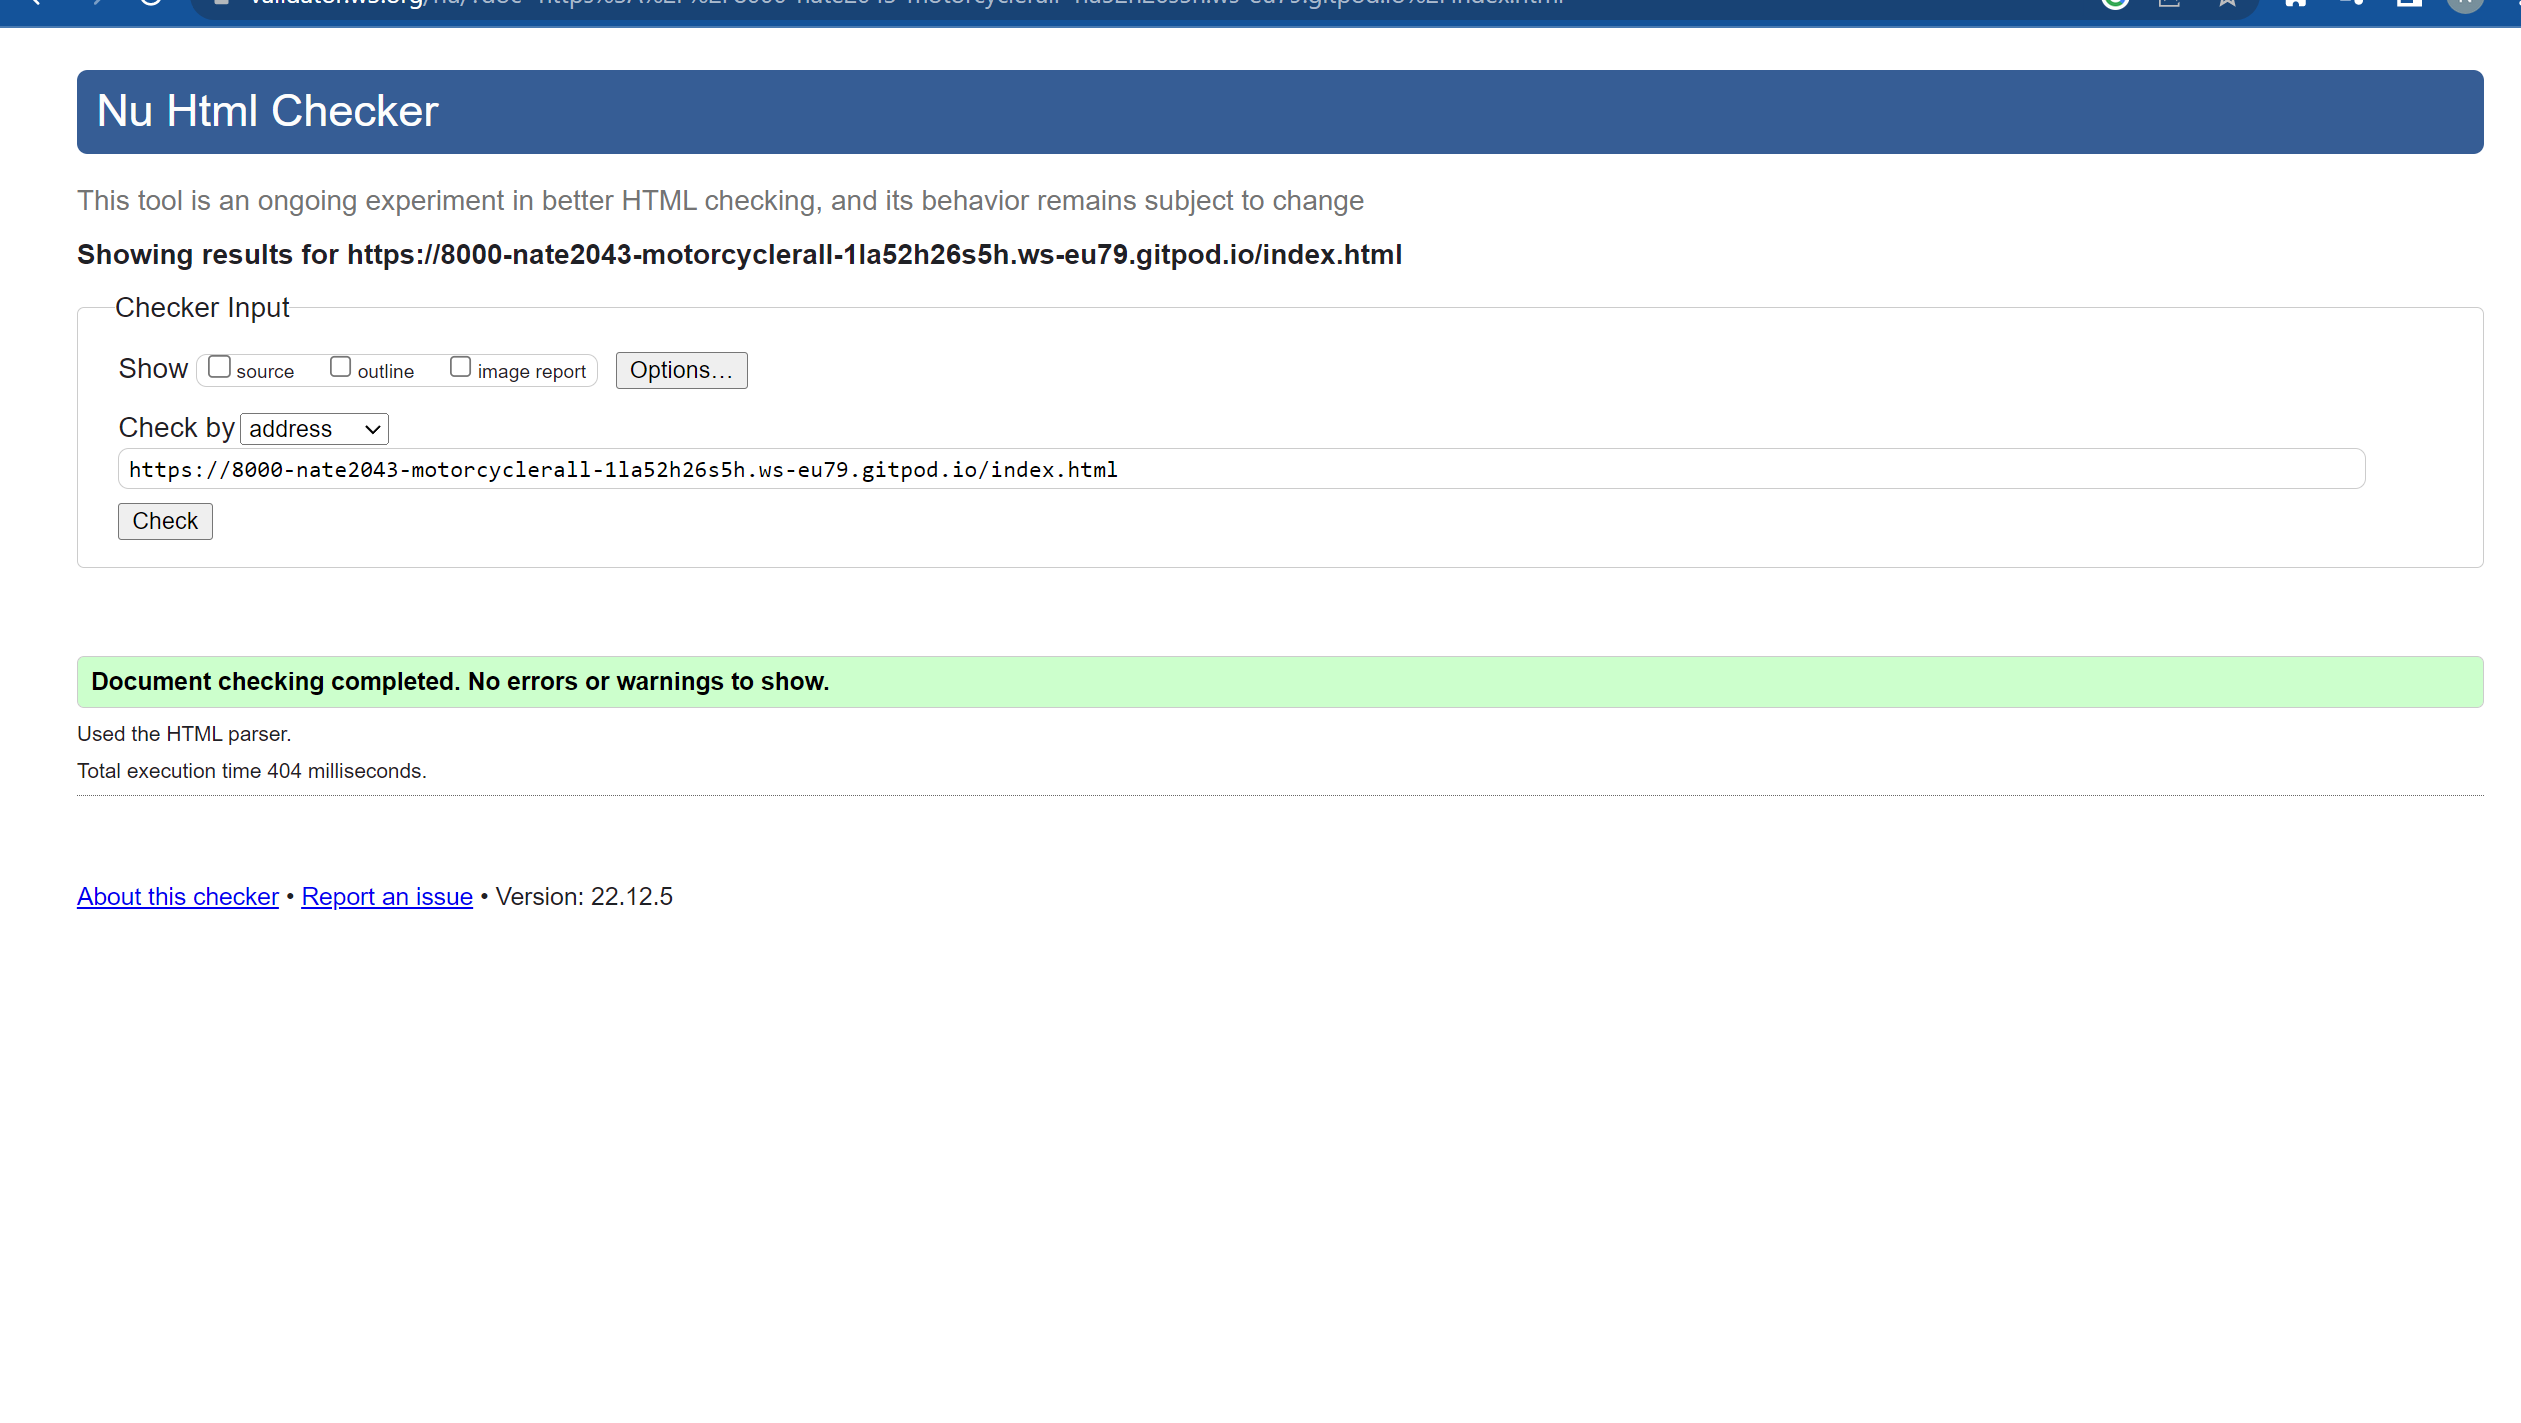 Nu Html Checker
This tool is an ongoing experiment in better HTML checking, and its behavior remains subject to change
Showing results for https://8000-nate2043-motorcyclerall-1la52h26s5h.ws-eu79.gitpod.io/index.html
Checker Input
Show source outline image report Options...
Check by address
https://8000-nate2043-motorcyclerall-1la52h26s5h.ws-eu79.gitpod.io/index.html
Check
Document checking completed. No errors or warnings to show.
Used the HTML parser.
Total execution time 404 milliseconds.
About this checker • Report an issue • Version: 22.12.5